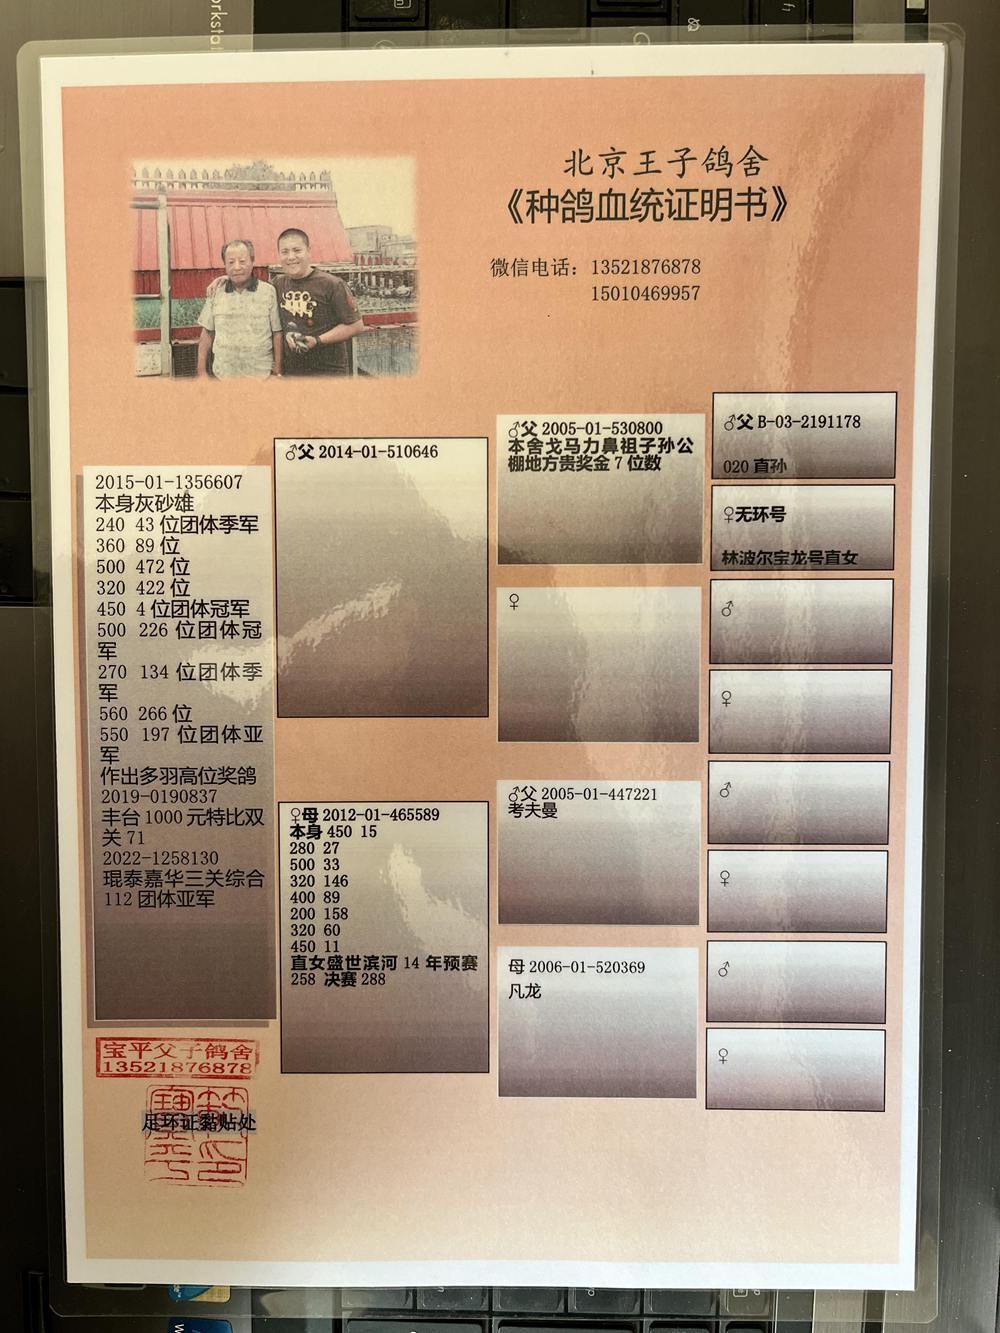 北京王子鸽舍
《种鸽血统证明书》
微信电话：13521876878
15010469957
2015-01-1356607
本身灰砂雄
240 43 位团体季军
360 89 位
500 472 位
320 422 位
450 4 位团体冠军
500 226 位团体冠
军
270 134 位团体季
军
560 266 位
550 197 位团体亚
军
作出多羽高位奖鸽
2019-0190837
丰台 1000 元特比双
关 71
2022-1258130
琨泰嘉华三关综合
112 团体亚军
♂父 2014-01-510646
♀母 2012-01-465589
本身 450 15
280 27
500 33
320 146
400 89
200 158
320 60
450 11
直女盛世滨河 14 年预赛
258 决赛 288
♂父 2005-01-530800
本舍戈马力鼻祖子孙公
棚地方贵奖金 7 位数
♀
♂父 2005-01-447221
考夫曼
母 2006-01-520369
凡龙
♂父 B-03-2191178
020 直孙
♀无环号
林波尔宝龙号直女
♂
♀
♂
♀
♂
♀
宝平父子鸽舍
13521876878
足环证黏贴处